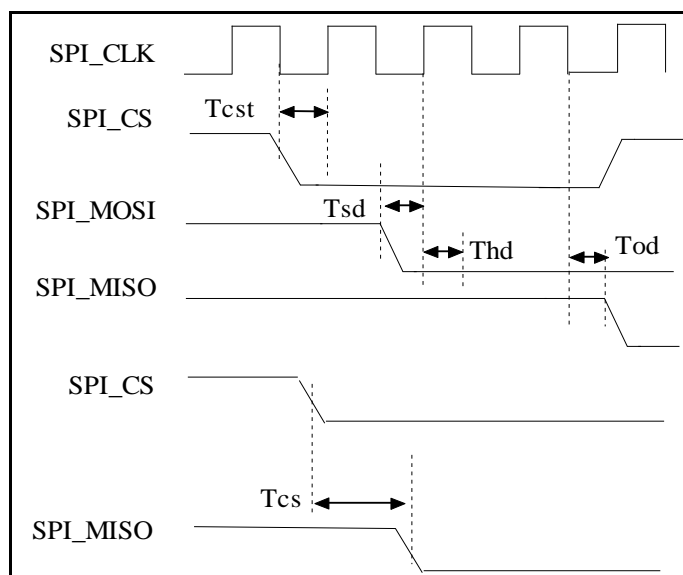 SPI_CLK
Tcst
SPI_CS
SPI_MOSI
Tsd
Thd
Tod
SPI_MISO
SPI_CS
Tcs
SPI_MISO